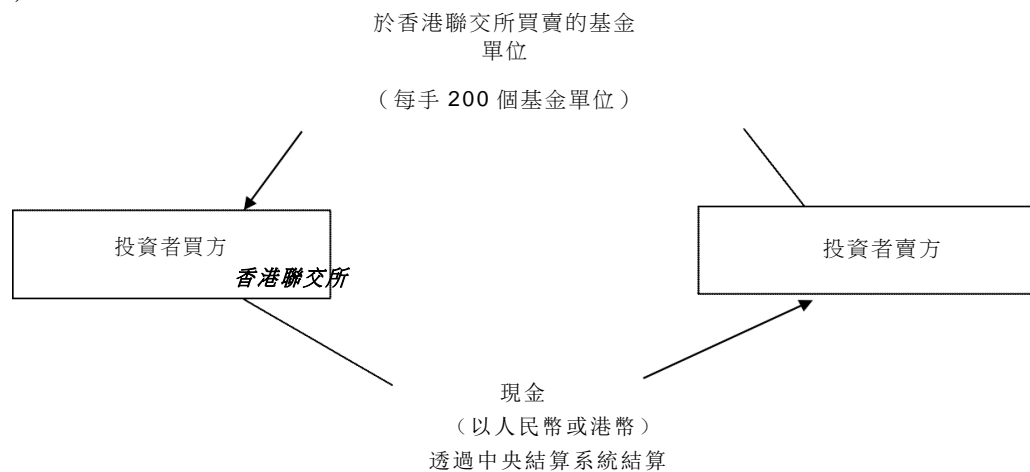 於香港聯交所買賣的基金
單位
（每手 200 個基金單位）
投資者買方
投資者賣方
香港聯交所
現金
（以人民幣或港幣）
透過中央結算系統結算